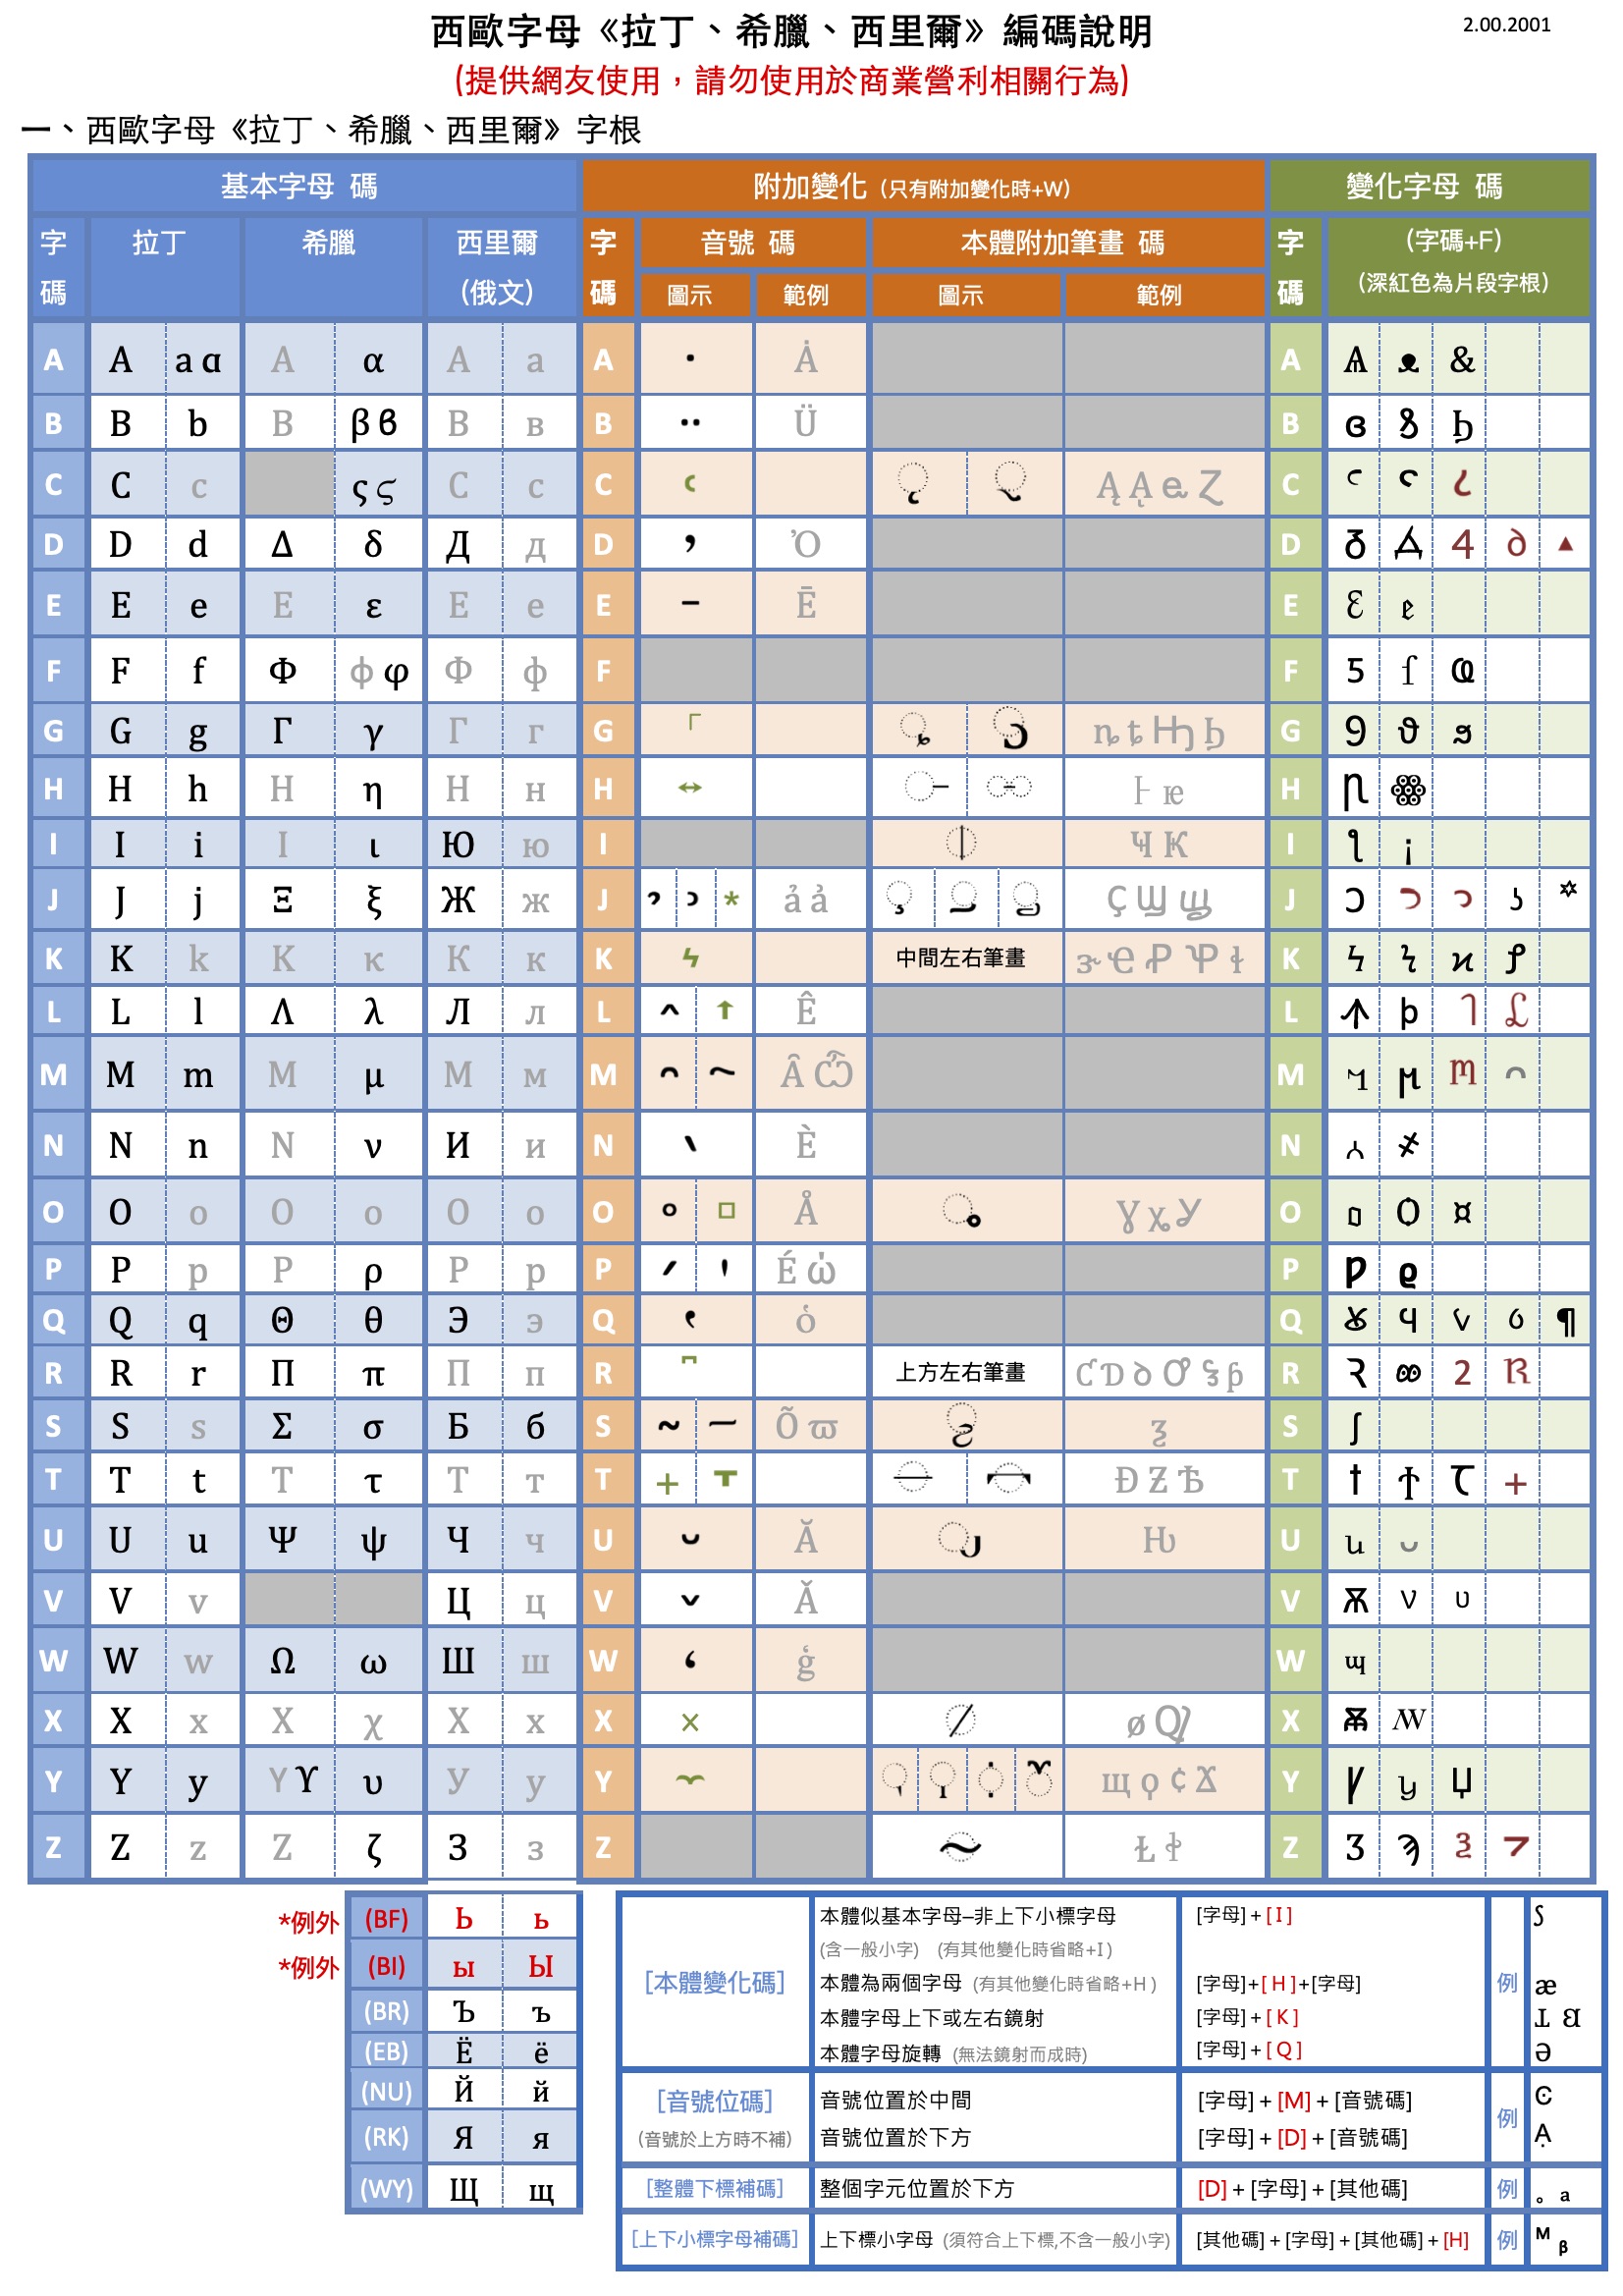 西歐字母《拉丁、希臘、西里爾》編碼說明
2.00.2001
(提供網友使用，請勿使用於商業營利相關行為)
一、西歐字母《拉丁、希臘、西里爾》字根
基本字母 碼 附加變化（只有附加變化時+W） 變化字母 碼
字碼 拉丁 希臘 西里爾(俄文) 字碼 音號 碼 本體附加筆畫 碼 字碼 (字碼+F)
圖示 範例 圖示 範例 (深紅色為片段字根)
A A a ɑ Α α А а A · Ȧ A Ѧ ᴥ &
B B b Β β ϐ В в B ·· Ü B
C C c ς С с C C
D D d Δ δ Д д D ʼ Ὀ D 4 ∂ ▲
E E e Ε ε Е е E – Ē E
F F f Φ ϕ φ Ф ф F F 5
G G g Γ γ Г г G G 9 ϑ
H H h Η η Н н H ↔ H
I I i Ι ι Ю ю I I ¡
J J j Ξ ξ Ж ж J * ả ả J
K K k Κ κ К к K 中間左右筆畫 K
L L l Λ λ Л л L ^ Ê L þ
M M m Μ μ М м M Ȃ M
N N n Ν ν И и N È N
O O o Ο ο О о O ° □ Å O ¤
P P p Ρ ρ Р р P É P
Q Q q Θ θ Э э Q ὁ Q ¶
R R r Π π П п R 上方左右筆畫 R 2
S S s Σ σ Б б S ~ Õ S ʃ
T T t Τ τ Т т T + Đ T † +
U U u Ψ ψ Ч ч U Ă U
V V v Ц ц V Ǎ V Ѫ
W W w Ω ω Ш ш W ģ W
X X x Χ χ Х х X × ø X
Y Y y Υ ϒ υ У у Y Y
Z Z z Ζ ζ З з Z Z
*例外 (BF) Ь ь
*例外 (BI) ы Ы
(BR) Ъ ъ
(EB) Ё ё
(NU) Й й
(RK) Я я
(WY) Щ щ
[本體變化碼] 本體似基本字母–非上下小標字母 [字母] + [ I ] 例
(含一般小字) (有其他變化時省略+I )
本體為兩個字母 (有其他變化時省略+H ) [字母]+[ H ]+[字母] æ
本體字母上下或左右鏡射 [字母] + [ K ]
本體字母旋轉 (無法鏡射而成時) [字母] + [ Q ] ə
[音號位碼] 音號位置於中間 [字母] + [M] + [音號碼] 例
(音號於上方時不補) 音號位置於下方 [字母] + [D] + [音號碼] Ạ
[整體下標補碼] 整個字元位置於下方 [D] + [字母] + [其他碼] 例 。 a
[上下小標字母補碼] 上下標小字母 (須符合上下標,不含一般小字) [其他碼] + [字母] + [其他碼] + [H] 例 ᴹ ᵦ